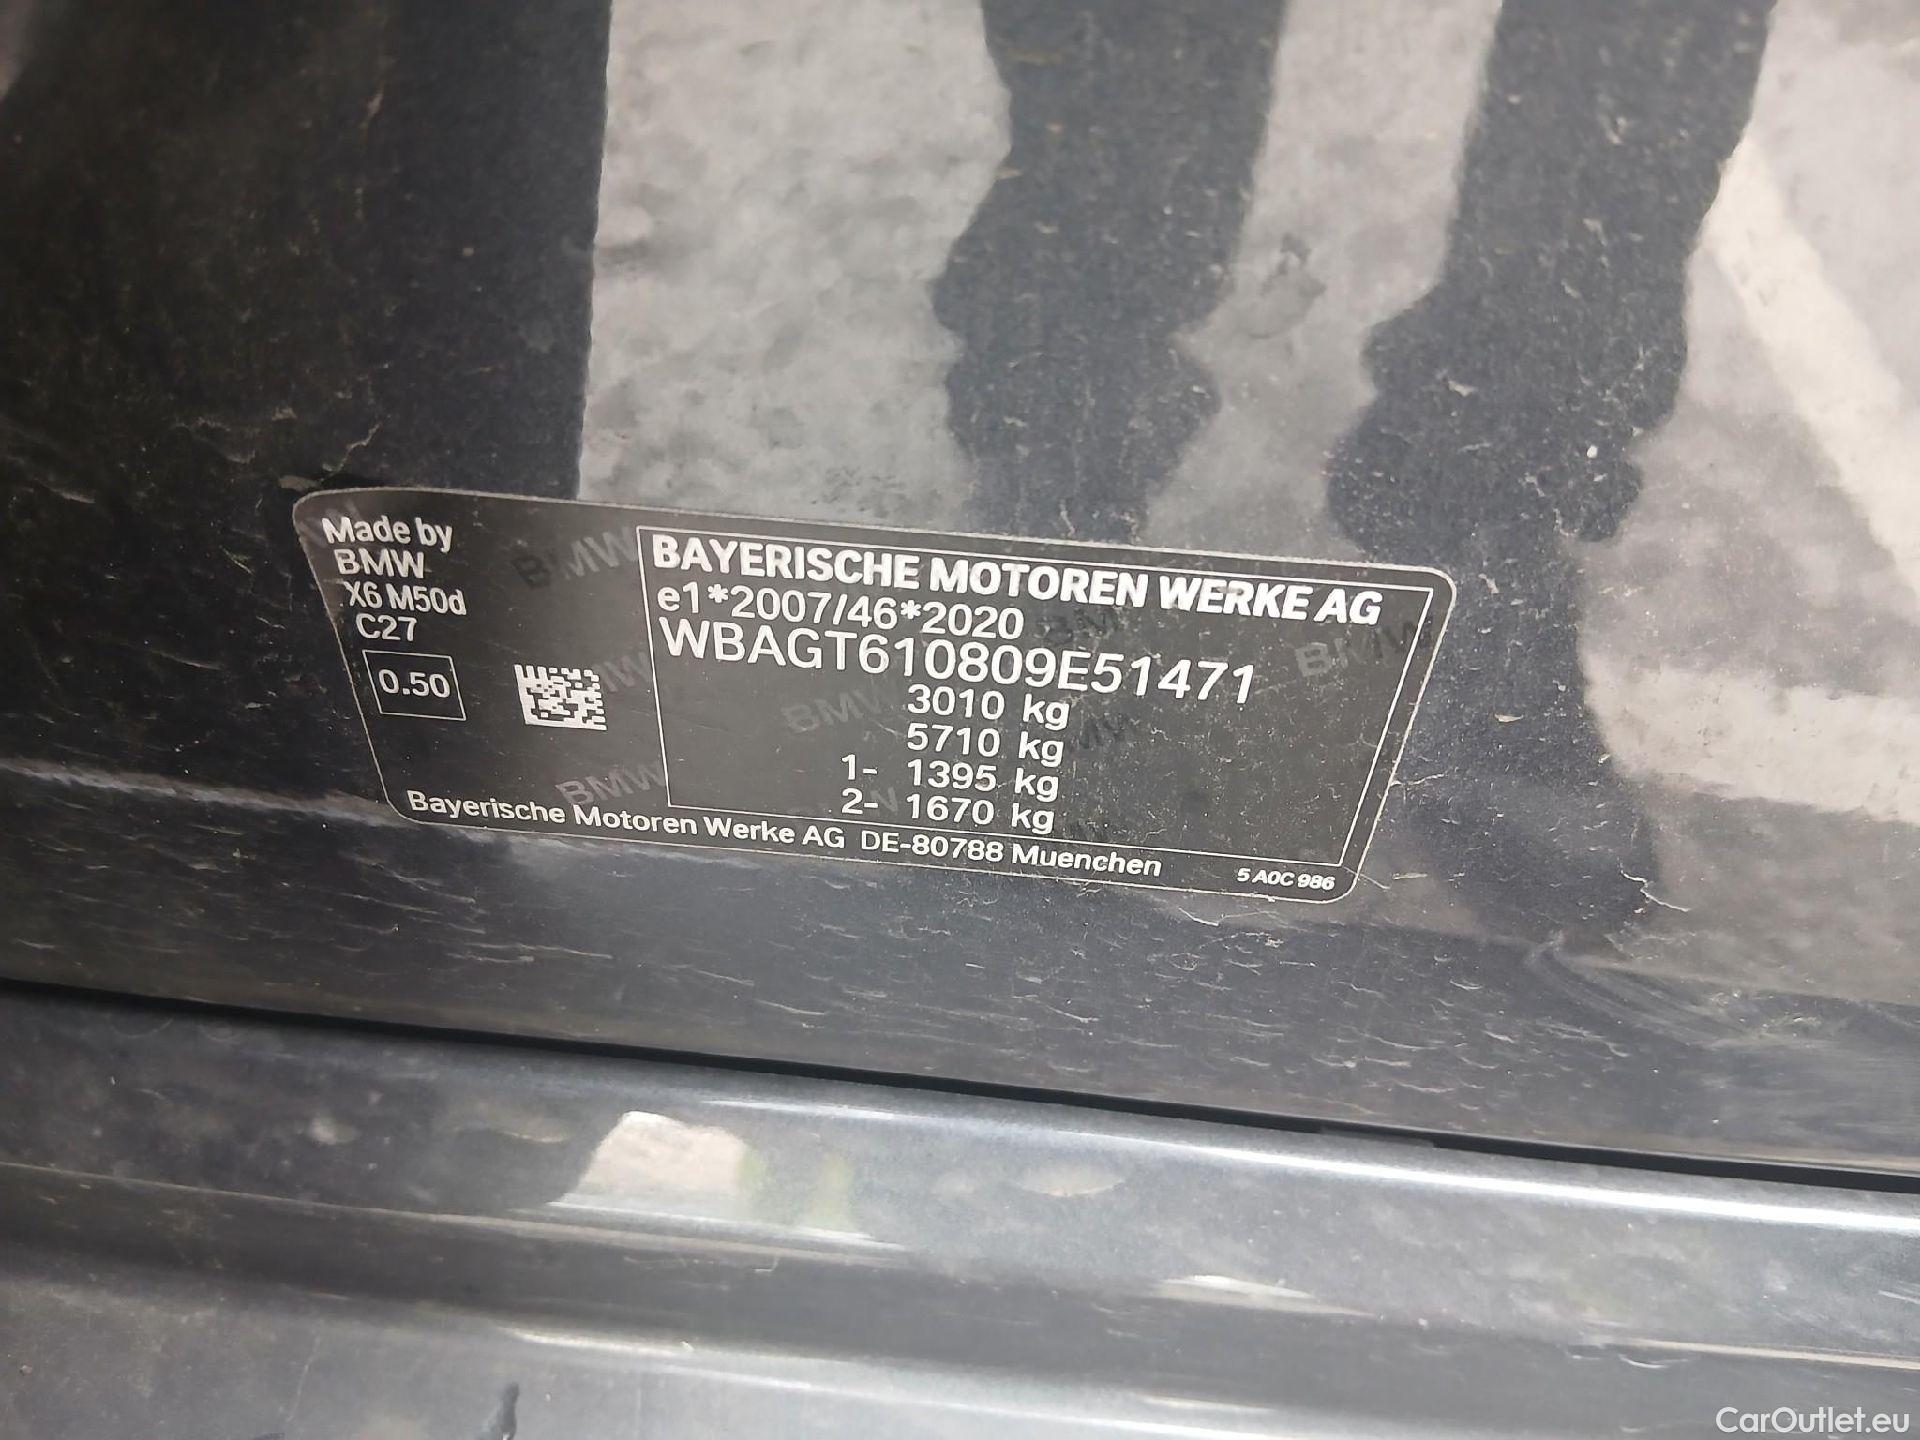 Made by
BMW
X6 M50d
C27
0.50
BAYERISCHE MOTOREN WERKE AG
e1*2007/46*2020
WBAGT610809E51471
3010 kg
5710 kg
1- 1395 kg
2- 1670 kg
Bayerische Motoren Werke AG DE-80788 Muenchen
5 A0C 986
CarOutlet.eu